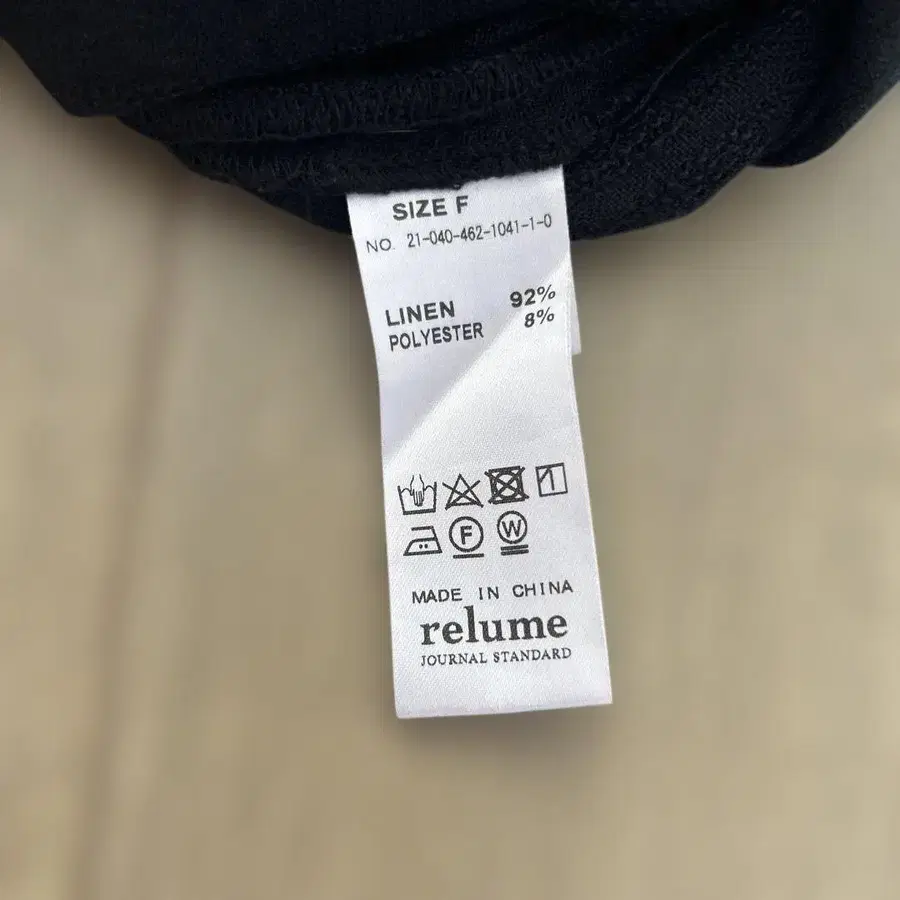 SIZE F
NO. 21-040-462-1041-1-0
LINEN 92%
POLYESTER 8%
F W
MADE IN CHINA
relume
JOURNAL STANDARD